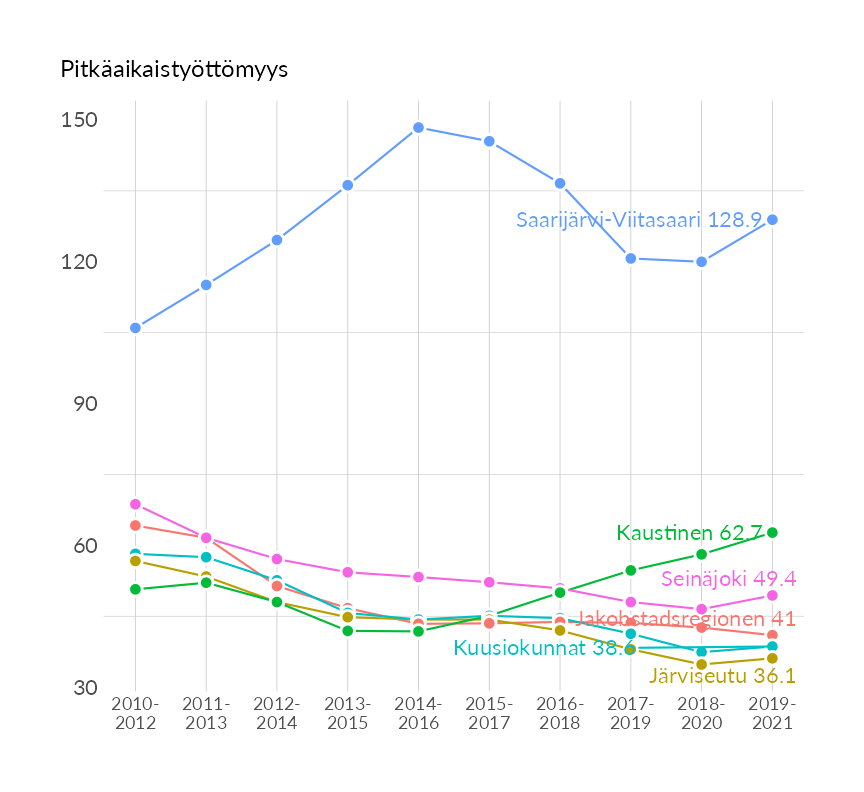 Pitkäaikaistyöttömyys
150
Saarijärvi-Viitasaari 128.9
120
90
Kaustinen 62.7
60
Seinäjoki 49.4
Jakobstadsregionen 41
Kuusiokunnat 38.6
Järviseutu 36.1
30
2010- 2011- 2012- 2013- 2014- 2015- 2016- 2017- 2018- 2019-
2012 2013 2014 2015 2016 2017 2018 2019 2020 2021